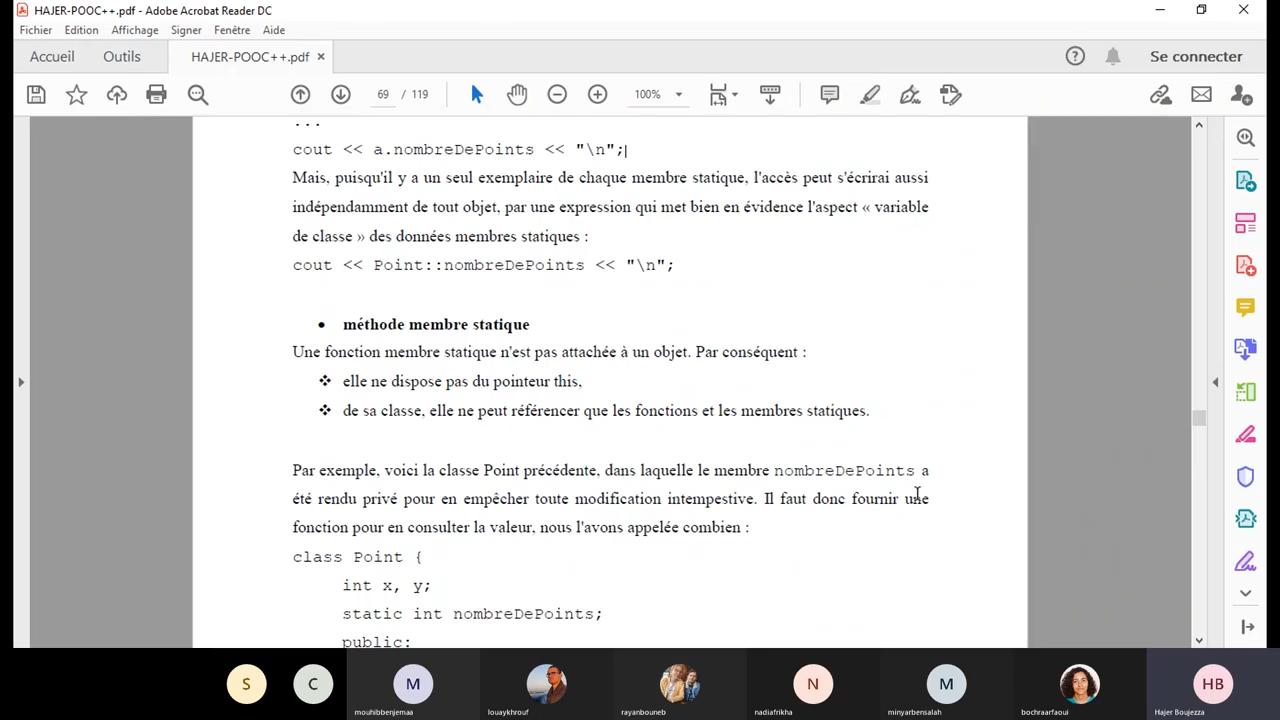 HAJER-POOC++.pdf - Adobe Acrobat Reader DC
Fichier Edition Affichage Signer Fenêtre Aide
Accueil Outils HAJER-POOC++.pdf × Se connecter
69 / 119 100%
...
cout << a.nombreDePoints << "\n";
Mais, puisqu'il y a un seul exemplaire de chaque membre statique, l'accès peut s'écrirai aussi
indépendamment de tout objet, par une expression qui met bien en évidence l'aspect « variable
de classe » des données membres statiques :
cout << Point::nombreDePoints << "\n";
• méthode membre statique
Une fonction membre statique n'est pas attachée à un objet. Par conséquent :
❖ elle ne dispose pas du pointeur this,
❖ de sa classe, elle ne peut référencer que les fonctions et les membres statiques.
Par exemple, voici la classe Point précédente, dans laquelle le membre nombreDePoints a
été rendu privé pour en empêcher toute modification intempestive. Il faut donc fournir une
fonction pour en consulter la valeur, nous l'avons appelée combien :
class Point {
int x, y;
static int nombreDePoints;
public:
S C M N M HB
mouhibbenjemaa louaykhrouf rayanbouneb nadiafrikha minyarbensalah bochraarfaoui Hajer Boujezza